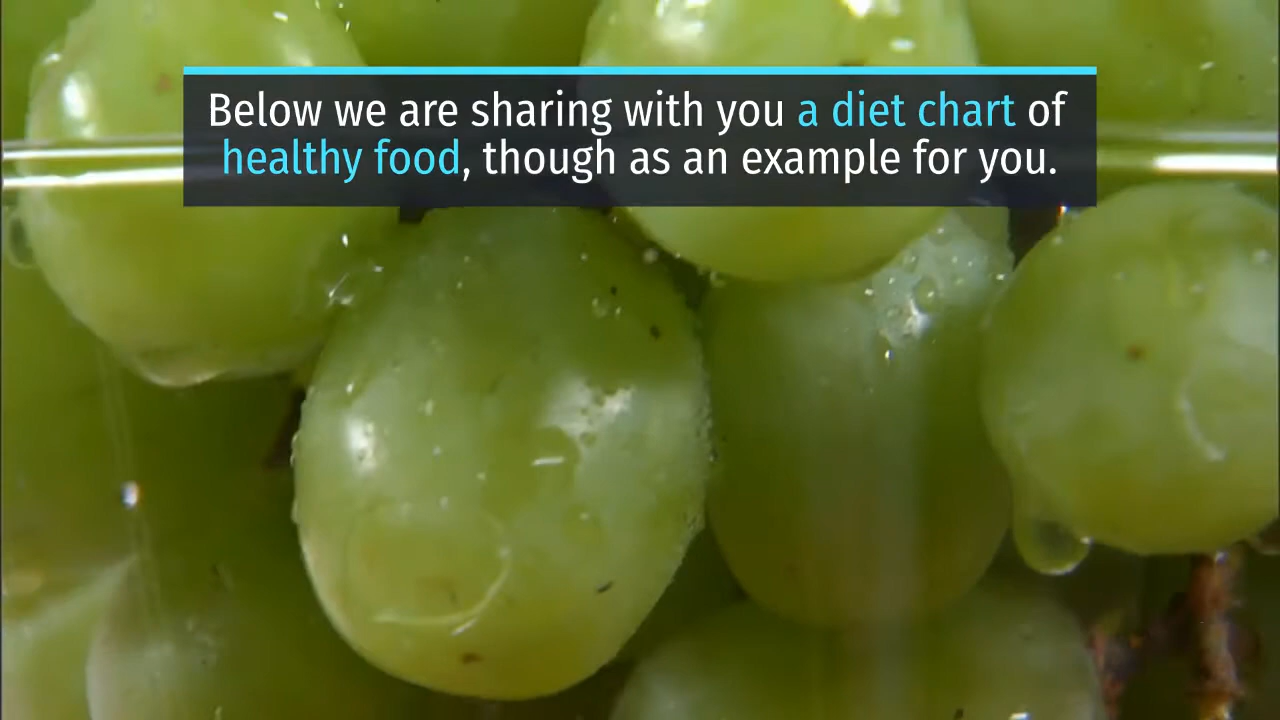 Below we are sharing with you a diet chart of
healthy food, though as an example for you.